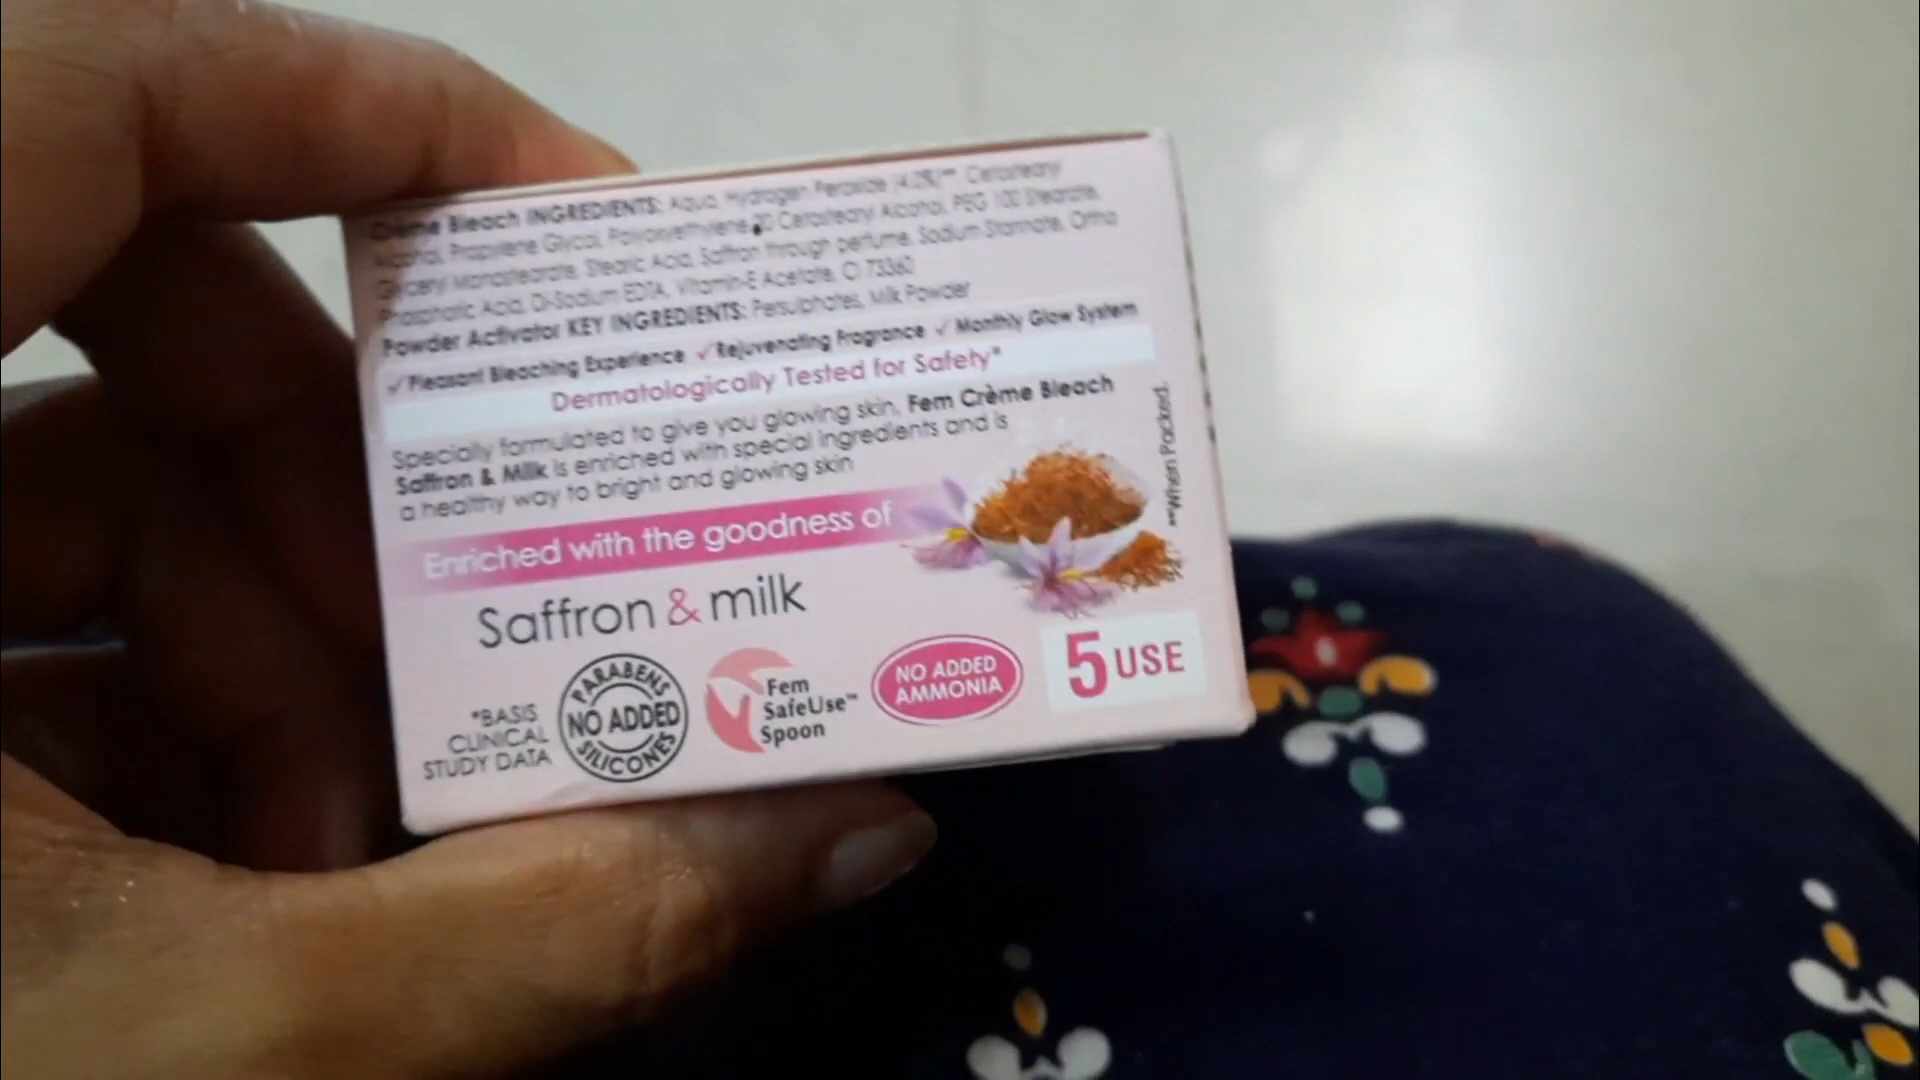 Crème Bleach INGREDIENTS: Aqua, Hydrogen Peroxide (4.0%)** Cerostearyl
Alcohol, Propylene Glycol, Polyoxyethylene 20 Cerostearyl Alcohol, PEG 100 Stearate,
Glyceryl Monostearate, Stearic Acid, Saffron through perfume, Sodium Stannate, Ortho
Phosphoric Acid, Di-Sodium EDTA, Vitamin-E Acetate, CI 73360
Powder Activator KEY INGREDIENTS: Persulphates, Milk Powder
✓Pleasant Bleaching Experience ✓Rejuvenating Fragrance ✓Monthly Glow System
Dermatologically Tested for Safety*
Specially formulated to give you glowing skin, Fem Crème Bleach
Saffron & Milk is enriched with special ingredients and is
a healthy way to bright and glowing skin
**When Packed.
Enriched with the goodness of
Saffron & milk
*BASIS
CLINICAL
STUDY DATA
PARABENS
NO ADDED
SILICONES
Fem
SafeUse™
Spoon
NO ADDED
AMMONIA
5 USE